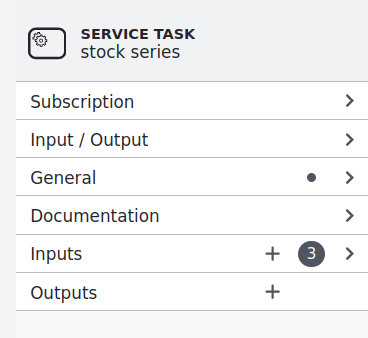 SERVICE TASK
stock series
Subscription
Input / Output
General
Documentation
Inputs 3
Outputs